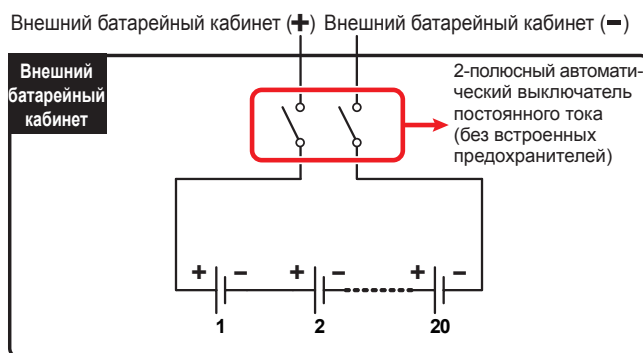 Внешний батарейный кабинет (+) Внешний батарейный кабинет (−)
Внешний
батарейный
кабинет
2-полюсный автомати-
ческий выключатель
постоянного тока
(без встроенных
предохранителей)
+ − + − + −
1 2 20